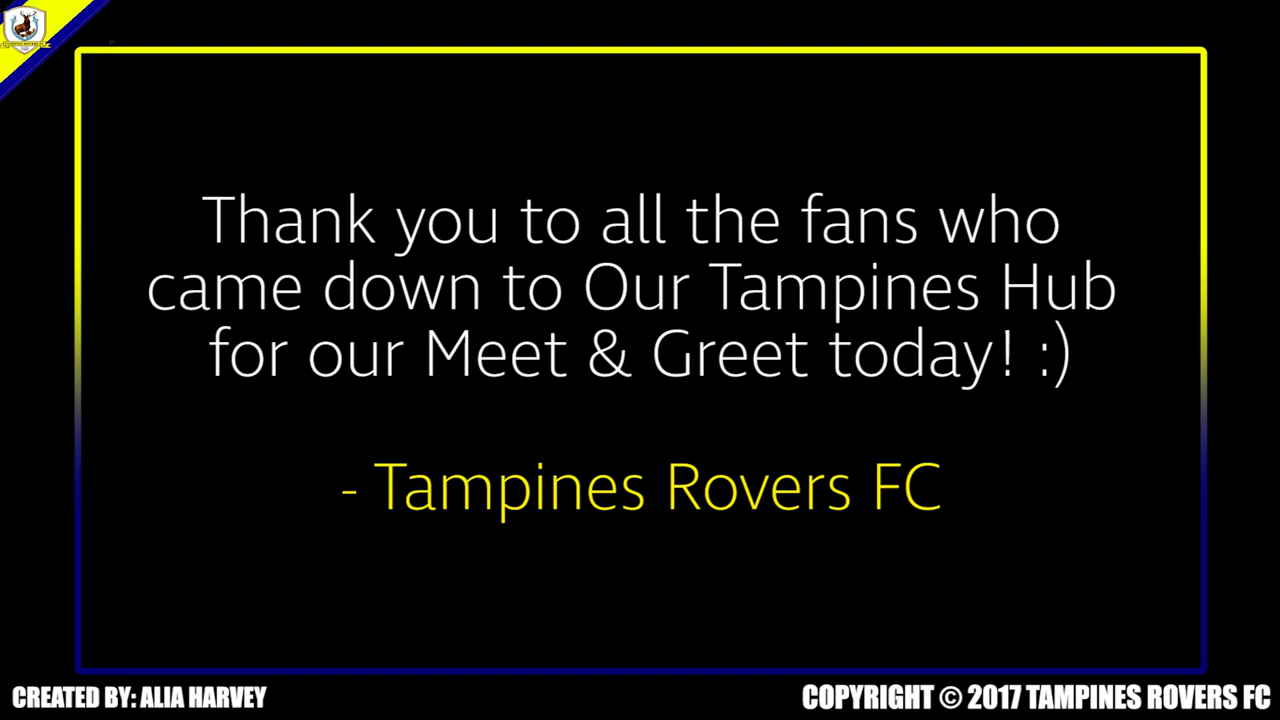 Thank you to all the fans who
came down to Our Tampines Hub
for our Meet & Greet today! :)
- Tampines Rovers FC
CREATED BY: ALIA HARVEY
COPYRIGHT © 2017 TAMPINES ROVERS FC